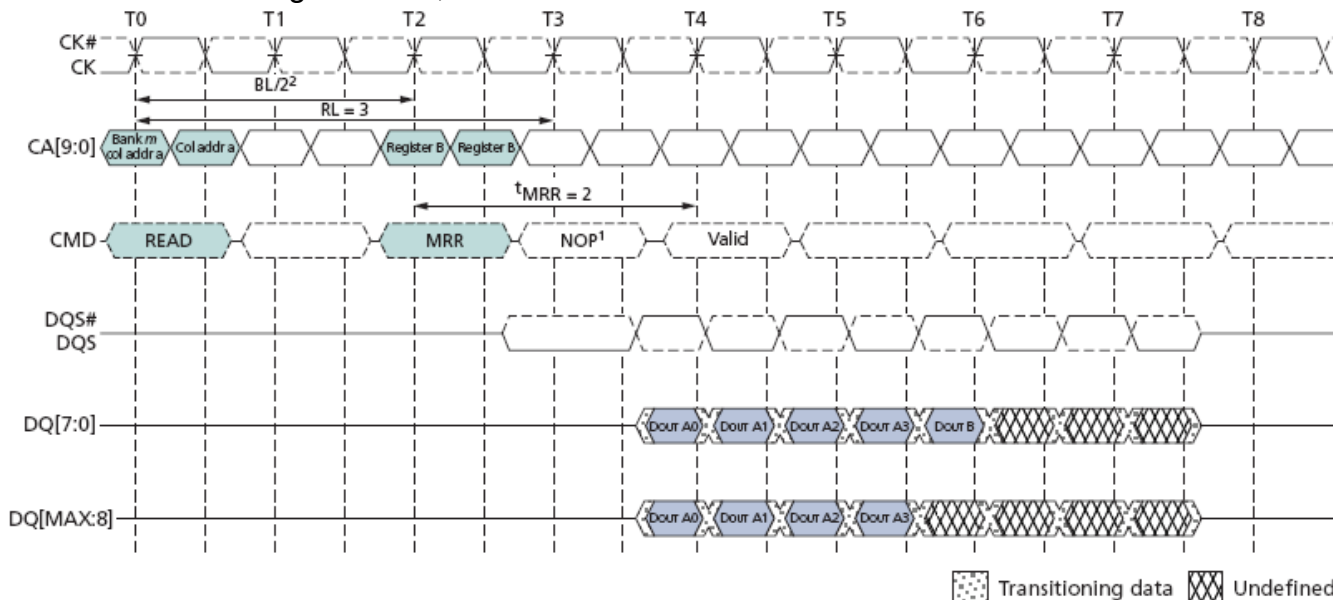 T0 T1 T2 T3 T4 T5 T6 T7 T8
CK#
CK
BL/2²
RL = 3
CA[9:0] Bank m col addr a Col addr a Register B Register B
tMRR = 2
CMD READ MRR NOP¹ Valid
DQS#
DQS
DQ[7:0] DOUT A0 DOUT A1 DOUT A2 DOUT A3 DOUT B
DQ[MAX:8] DOUT A0 DOUT A1 DOUT A2 DOUT A3
Transitioning data Undefined